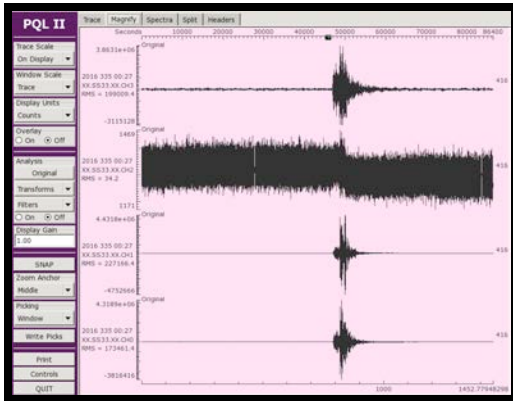 PQL II
Trace Magnify Spectra Split Headers
Seconds 10000 20000 30000 40000 50000 60000 70000 80000 86400
Trace Scale
On Display
Window Scale
Trace
Display Units
Counts
Overlay
On Off
Analysis
Original
Transforms
Filters
On Off
Display Gain
1.00
SNAP
Zoom Anchor
Middle
Picking
Window
Write Picks
Print
Controls
QUIT
3.8631e+06 Original
2016 335 00:27
XX.SS33.XX.CH3
RMS = 199009.4
416
-3115128
1469 Original
2016 335 00:27
XX.SS33.XX.CH2
RMS = 34.2
416
1171
4.4318e+06 Original
2016 335 00:27
XX.SS33.XX.CH1
RMS = 227166.4
416
-4752666
4.3189e+06 Original
2016 335 00:27
XX.SS33.XX.CH0
RMS = 173461.4
416
-3816416
1000 1452.77948298